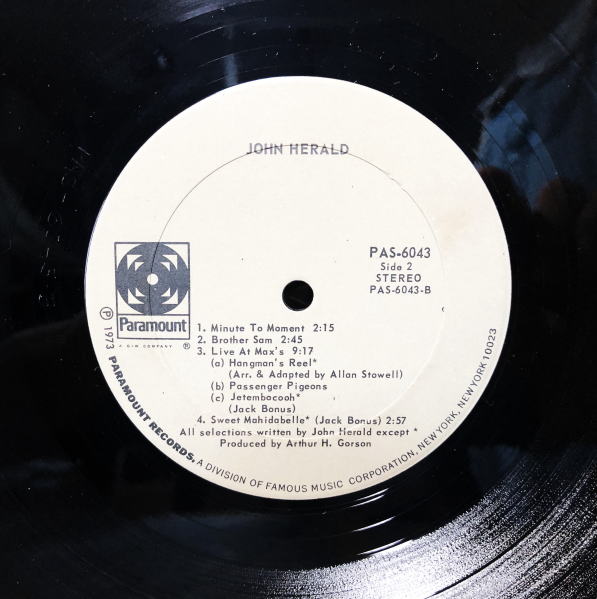 JOHN HERALD
PAS-6043
Side 2
STEREO
PAS-6043-B
Paramount
A G+W COMPANY ®
1. Minute To Moment 2:15
2. Brother Sam 2:45
3. Live At Max's 9:17
(a) Hangman's Reel*
(Arr. & Adnpted by Allan Stowell)
(b) Passenger Pigeons
(c) Jetembocooh*
(Jack Bonus)
4. Sweet Mahidabelle* (Jack Bonus) 2:57
All selections written by John Herald except *
Produced by Arthur H. Gorson
℗ 1973 PARAMOUNT RECORDS, A DIVISION OF FAMOUS MUSIC CORPORATION, NEW YORK, NEW YORK 10023